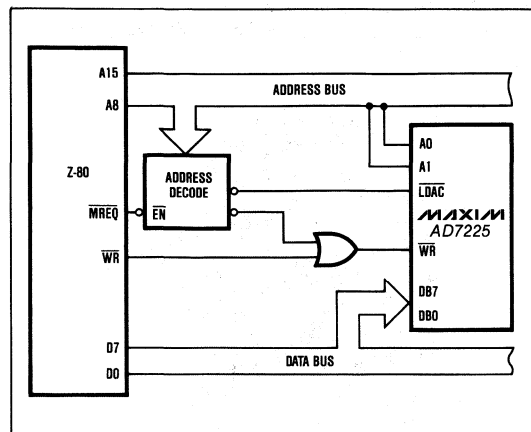 A15
ADDRESS BUS
A8
A0
Z-80
ADDRESS
DECODE
A1
LDAC
MREQ
EN
MAXIM
AD7225
WR
WR
DB7
DB0
D7
DATA BUS
D0